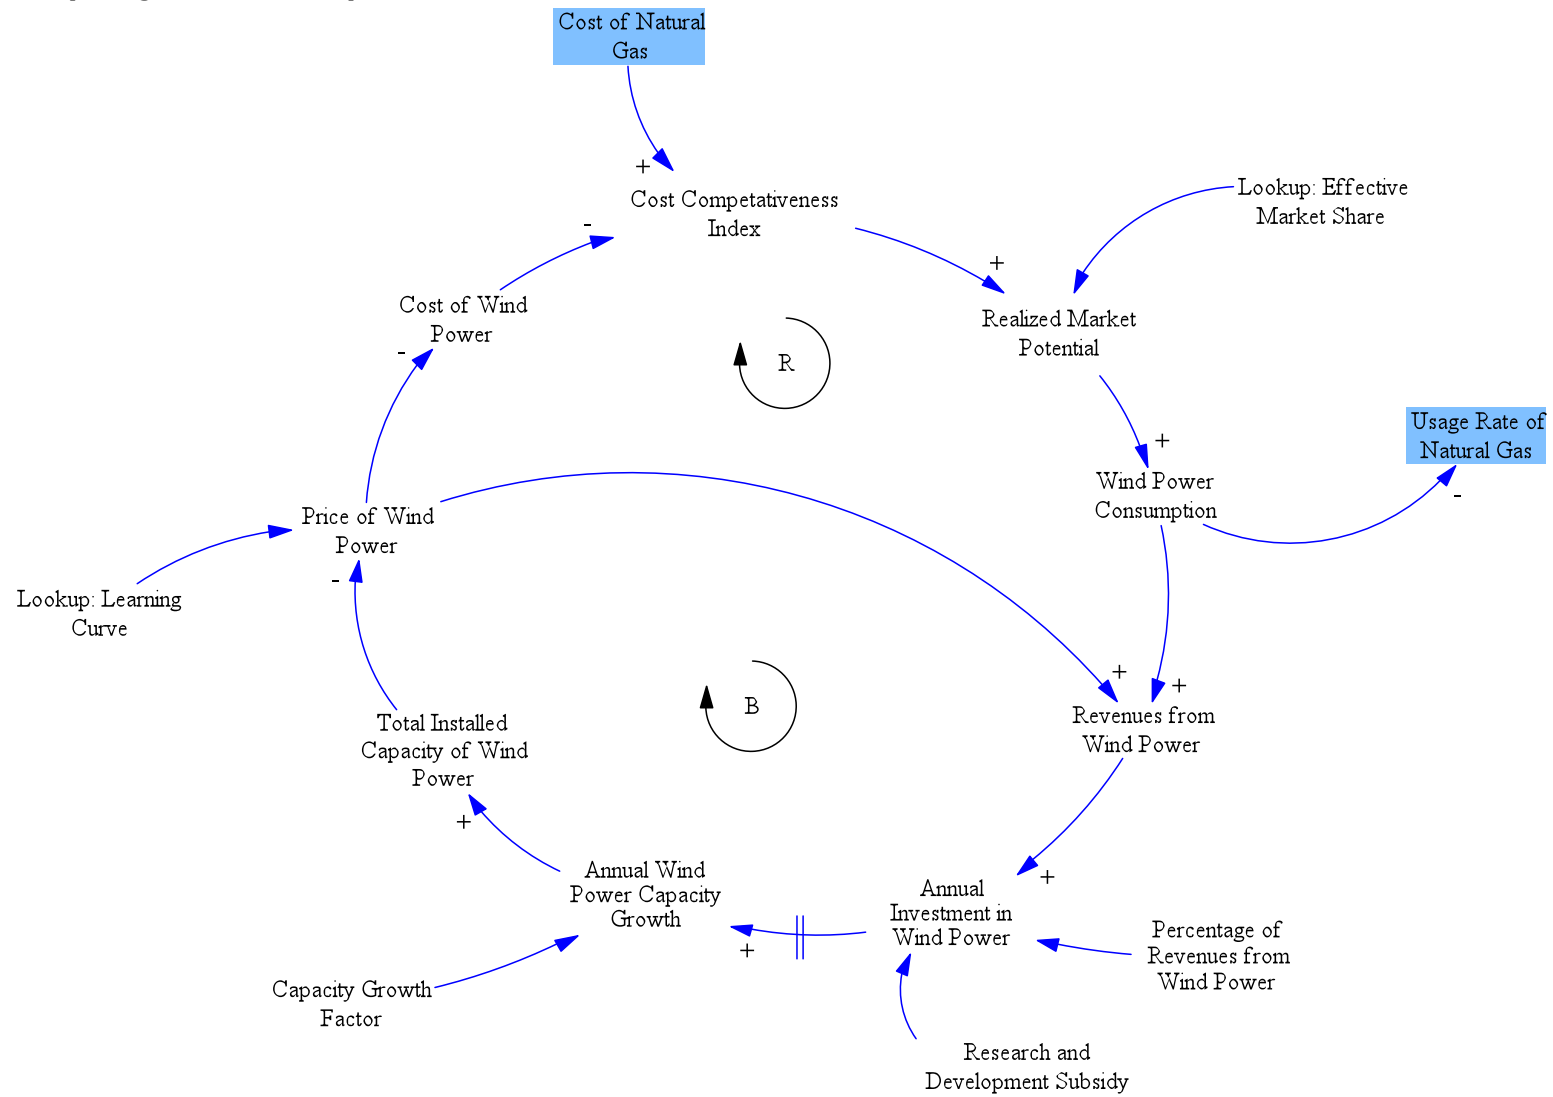 Cost of Natural
Gas
+
Cost Competativeness
Index
-
Lookup: Effective
Market Share
+
Cost of Wind
Power
-
Realized Market
Potential
R
+
Usage Rate of
Natural Gas
-
Wind Power
Consumption
Price of Wind
Power
-
Lookup: Learning
Curve
+
+
Revenues from
Wind Power
B
Total Installed
Capacity of Wind
Power
+
Annual Wind
Power Capacity
Growth
+
Annual
Investment in
Wind Power
+
Percentage of
Revenues from
Wind Power
Capacity Growth
Factor
Research and
Development Subsidy